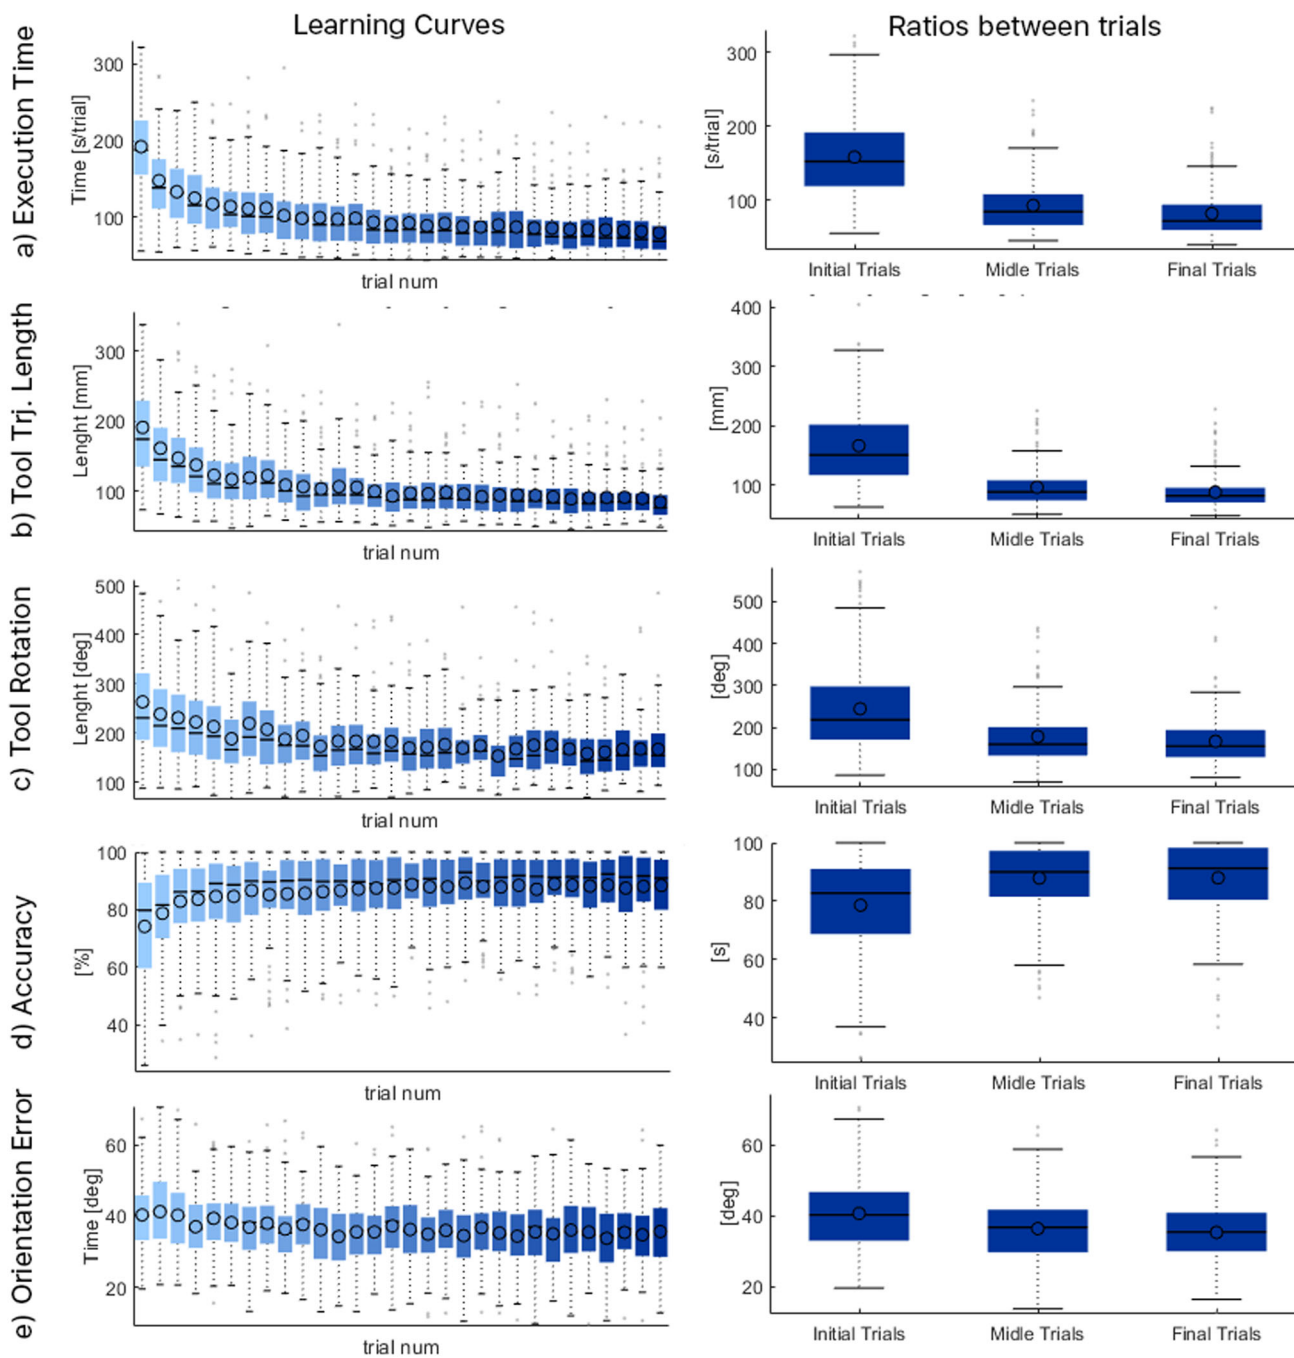 Learning Curves
Ratios between trials
a) Execution Time
Time [s/trial]
300
200
100
trial num
[s/trial]
300
200
100
Initial Trials
Midle Trials
Final Trials
b) Tool Trj. Length
Lenght [mm]
300
200
100
trial num
[mm]
400
300
200
100
Initial Trials
Midle Trials
Final Trials
c) Tool Rotation
Lenght [deg]
500
400
300
200
100
trial num
[deg]
500
400
300
200
100
Initial Trials
Midle Trials
Final Trials
d) Accuracy
[%]
100
80
60
40
trial num
[s]
100
80
60
40
Initial Trials
Midle Trials
Final Trials
e) Orientation Error
Time [deg]
60
40
20
trial num
[deg]
60
40
20
Initial Trials
Midle Trials
Final Trials